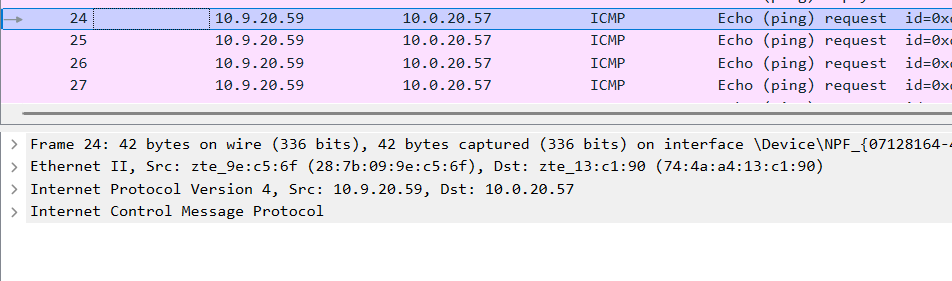 24 10.9.20.59 10.0.20.57 ICMP Echo (ping) request id=0x
25 10.9.20.59 10.0.20.57 ICMP Echo (ping) request id=0x
26 10.9.20.59 10.0.20.57 ICMP Echo (ping) request id=0x
27 10.9.20.59 10.0.20.57 ICMP Echo (ping) request id=0x
Frame 24: 42 bytes on wire (336 bits), 42 bytes captured (336 bits) on interface \Device\NPF_{07128164-
Ethernet II, Src: zte_9e:c5:6f (28:7b:09:9e:c5:6f), Dst: zte_13:c1:90 (74:4a:a4:13:c1:90)
Internet Protocol Version 4, Src: 10.9.20.59, Dst: 10.0.20.57
Internet Control Message Protocol